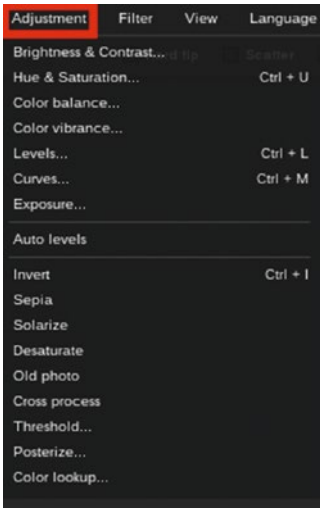 Adjustment Filter View Language
Brightness & Contrast...
Hue & Saturation... Ctrl + U
Color balance...
Color vibrance...
Levels... Ctrl + L
Curves... Ctrl + M
Exposure...
Auto levels
Invert Ctrl + I
Sepia
Solarize
Desaturate
Old photo
Cross process
Threshold...
Posterize...
Color lookup...